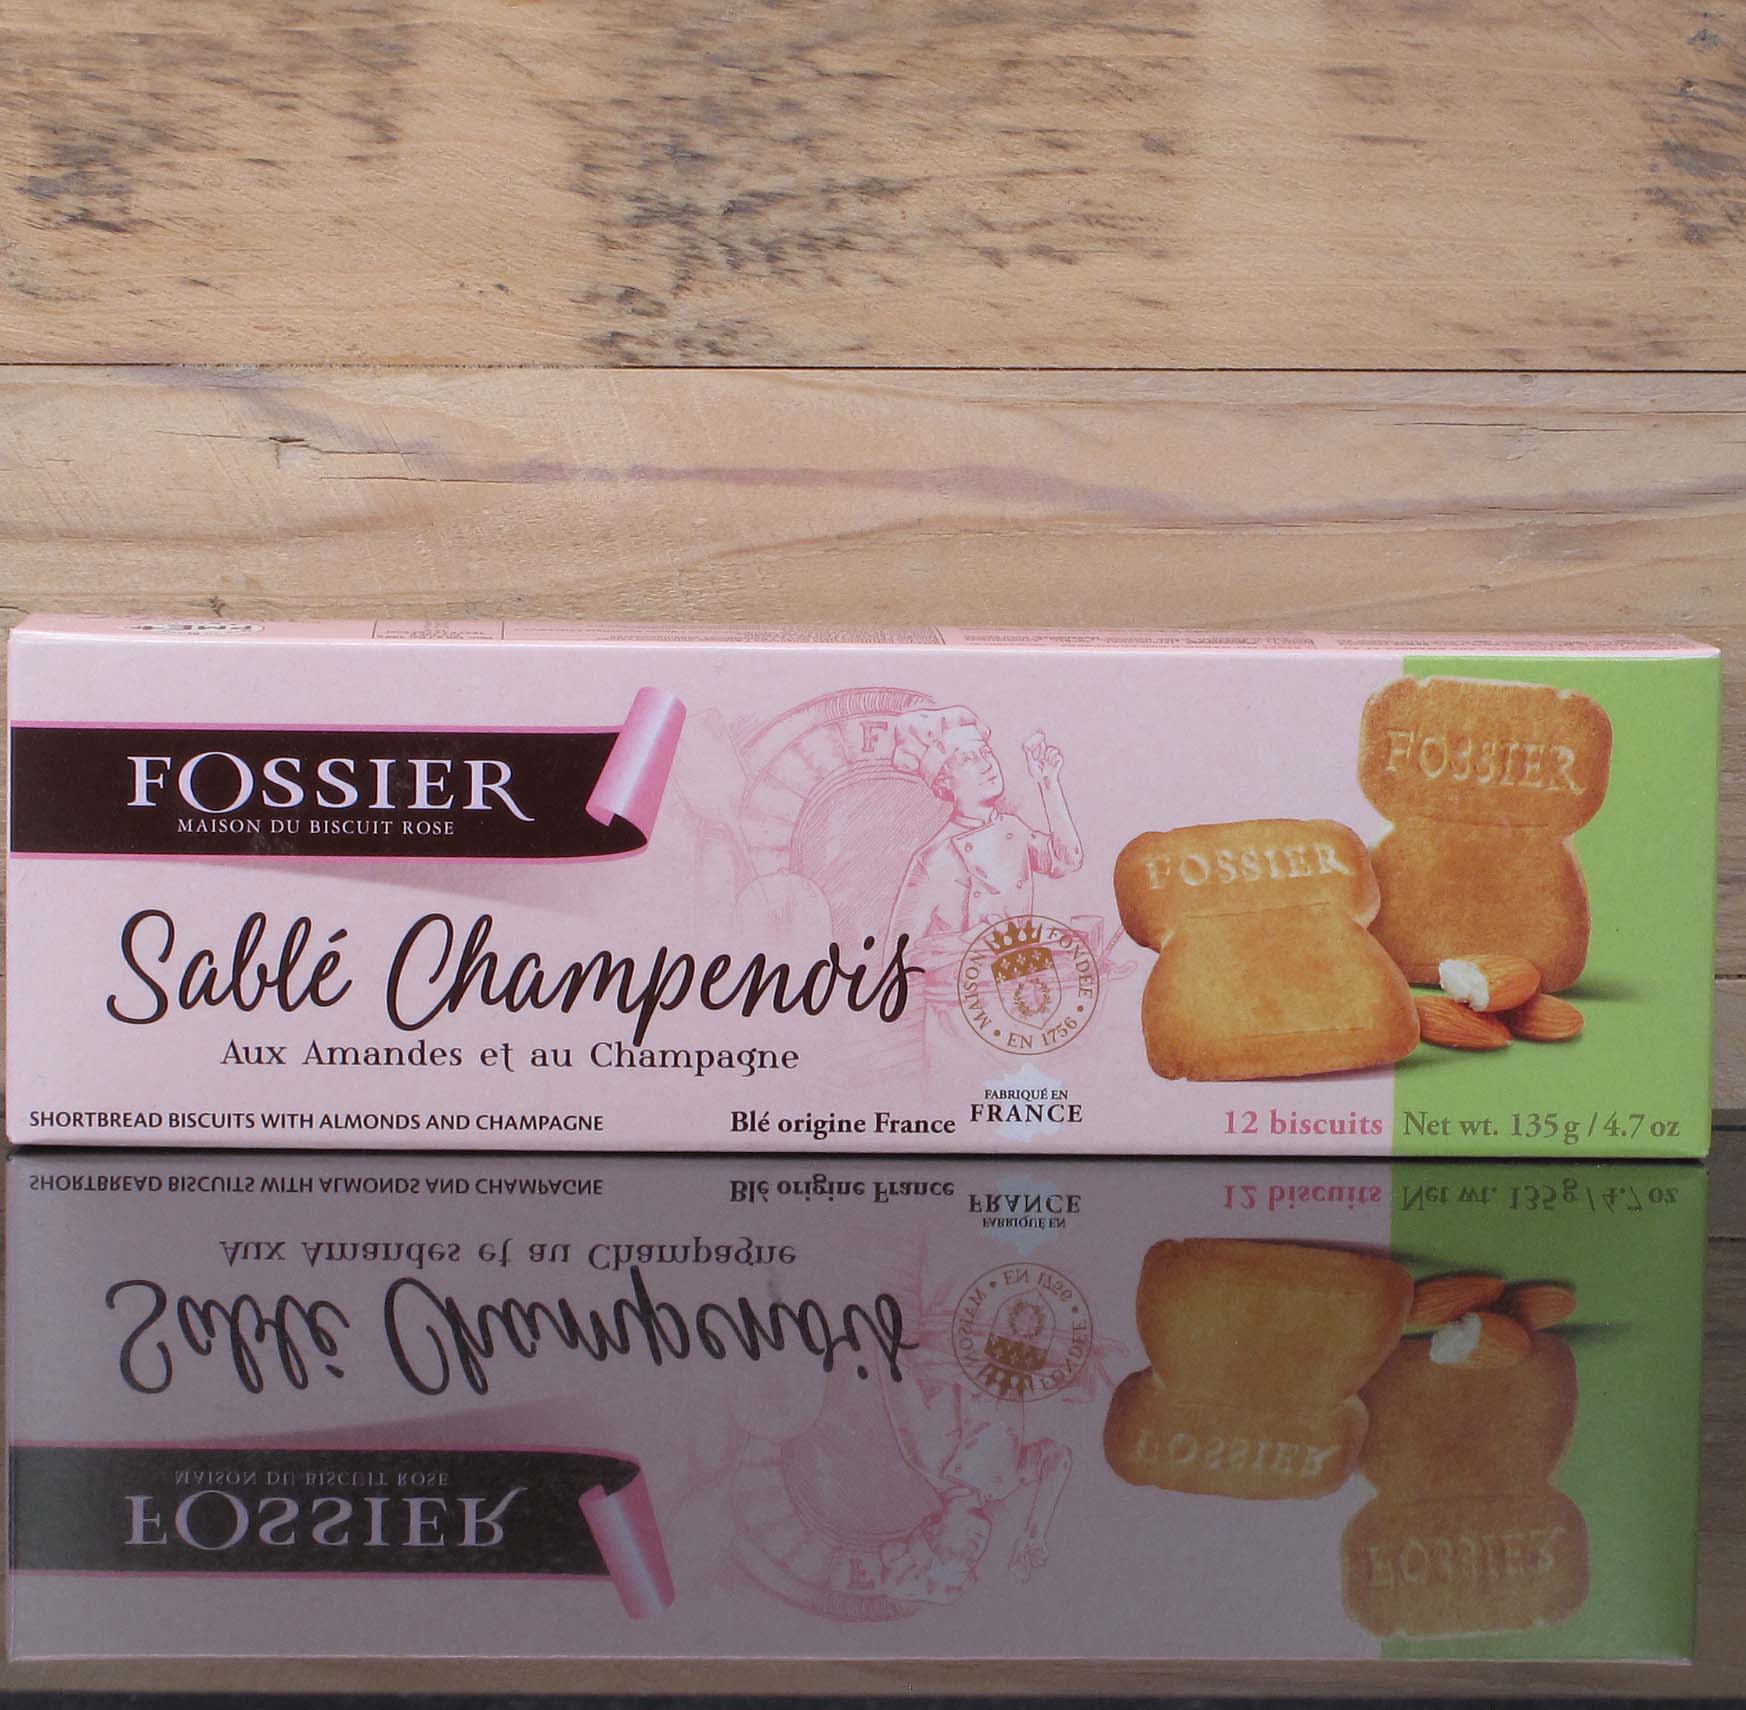 FOSSIER
MAISON DU BISCUIT ROSE
Sablé Champenois
Aux Amandes et au Champagne
SHORTBREAD BISCUITS WITH ALMONDS AND CHAMPAGNE
Blé origine France
F
MAISON FONDÉE
• EN 1756 •
FABRIQUÉ EN
FRANCE
FOSSIER
FOSSIER
12 biscuits
Net wt. 135g / 4.7 oz